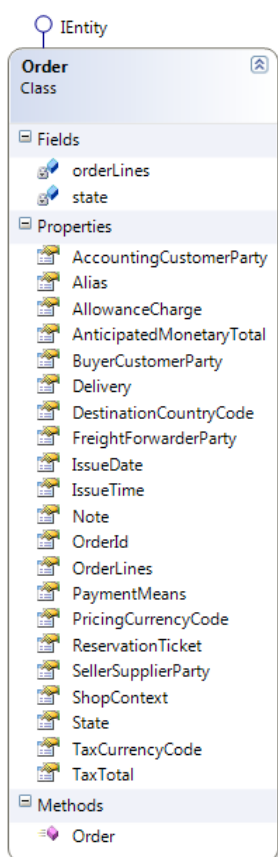 IEntity
Order
Class
Fields
orderLines
state
Properties
AccountingCustomerParty
Alias
AllowanceCharge
AnticipatedMonetaryTotal
BuyerCustomerParty
Delivery
DestinationCountryCode
FreightForwarderParty
IssueDate
IssueTime
Note
OrderId
OrderLines
PaymentMeans
PricingCurrencyCode
ReservationTicket
SellerSupplierParty
ShopContext
State
TaxCurrencyCode
TaxTotal
Methods
Order